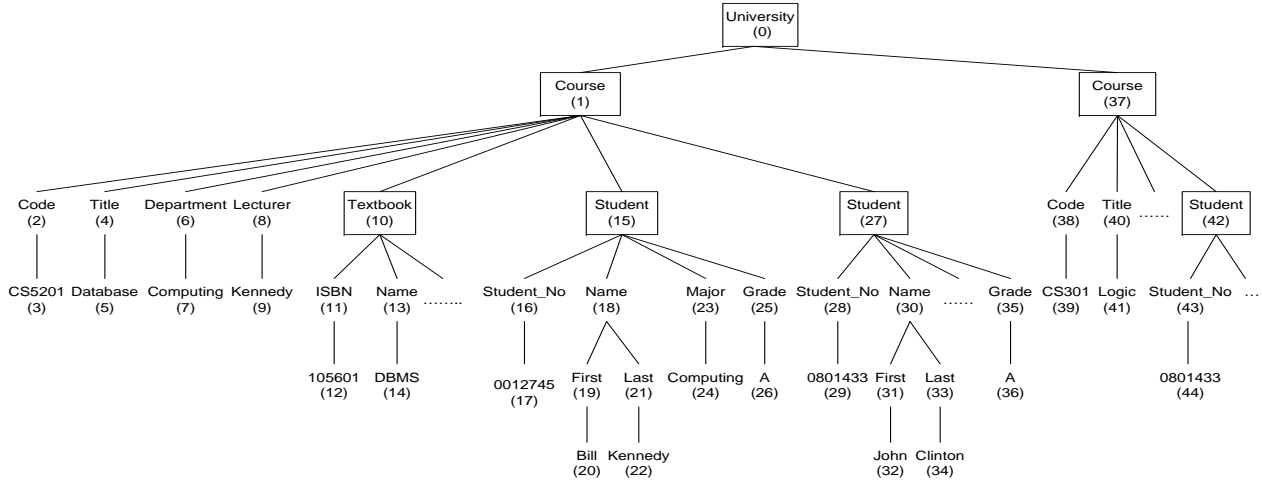 University
(0)
Course
(1)
Course
(37)
Code
(2)
Title
(4)
Department
(6)
Lecturer
(8)
Textbook
(10)
Student
(15)
Student
(27)
Code
(38)
Title
(40)
......
Student
(42)
CS5201
(3)
Database
(5)
Computing
(7)
Kennedy
(9)
ISBN
(11)
Name
(13)
........
Student_No
(16)
Name
(18)
Major
(23)
Grade
(25)
Student_No
(28)
Name
(30)
......
Grade
(35)
CS301
(39)
Logic
(41)
Student_No
(43)
...
105601
(12)
DBMS
(14)
0012745
(17)
First
(19)
Last
(21)
Computing
(24)
A
(26)
0801433
(29)
First
(31)
Last
(33)
A
(36)
0801433
(44)
Bill
(20)
Kennedy
(22)
John
(32)
Clinton
(34)